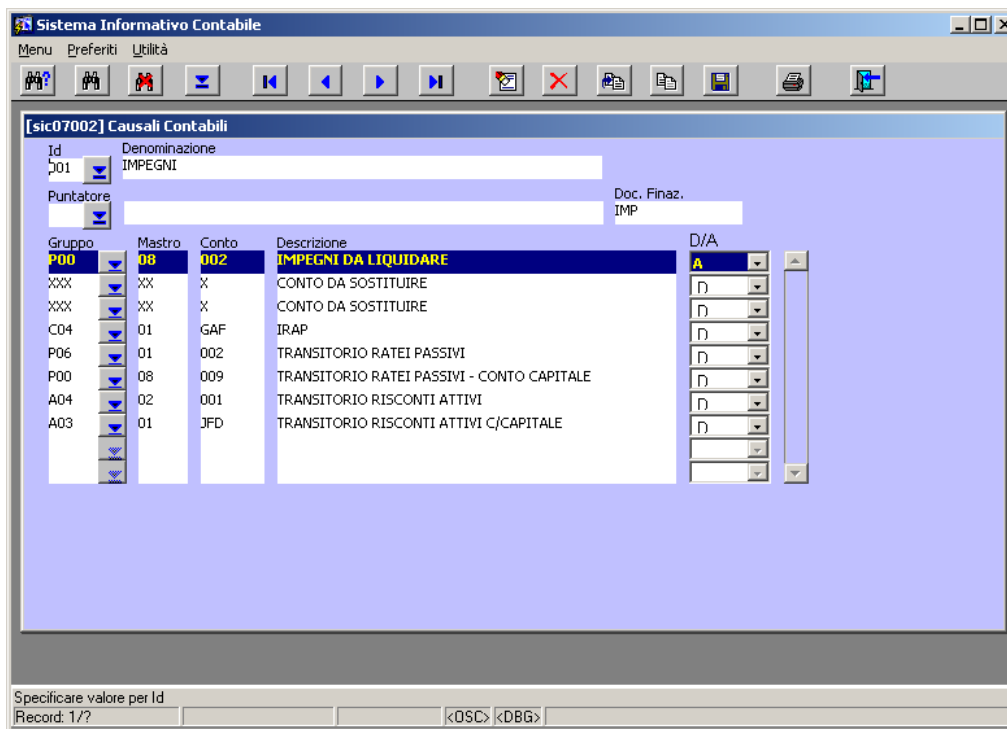 Sistema Informativo Contabile
Menu Preferiti Utilità
[sic07002] Causali Contabili
Id Denominazione
001 IMPEGNI
Puntatore Doc. Finaz.
IMP
Gruppo Mastro Conto Descrizione D/A
P00 08 002 IMPEGNI DA LIQUIDARE A
XXX XX X CONTO DA SOSTITUIRE D
XXX XX X CONTO DA SOSTITUIRE D
C04 01 GAF IRAP D
P06 01 002 TRANSITORIO RATEI PASSIVI D
P00 08 009 TRANSITORIO RATEI PASSIVI - CONTO CAPITALE D
A04 02 001 TRANSITORIO RISCONTI ATTIVI D
A03 01 JFD TRANSITORIO RISCONTI ATTIVI C/CAPITALE D
Specificare valore per Id
Record: 1/? <OSC> <DBG>